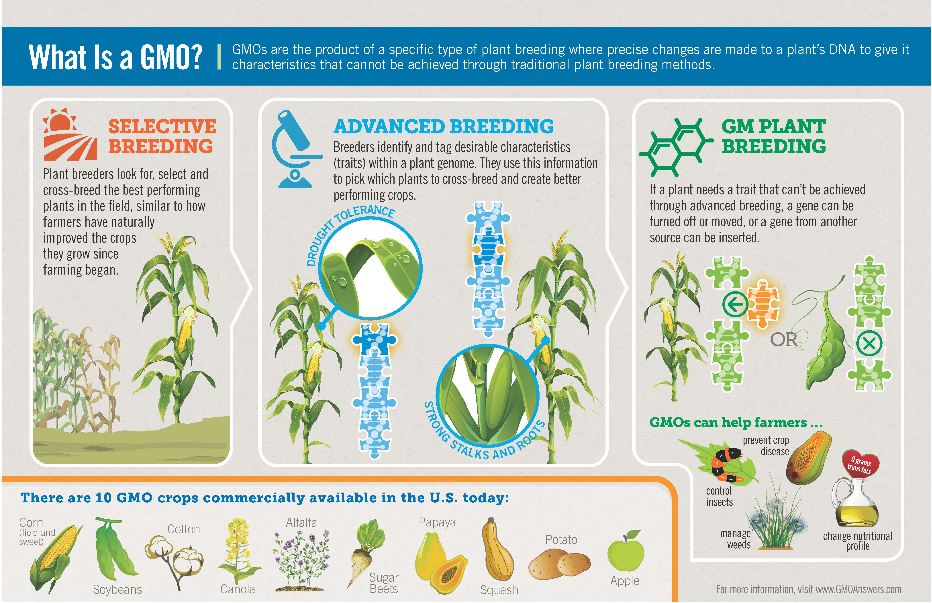 What Is a GMO?
GMOs are the product of a specific type of plant breeding where precise changes are made to a plant's DNA to give it
characteristics that cannot be achieved through traditional plant breeding methods.
SELECTIVE
BREEDING
Plant breeders look for, select and
cross-breed the best performing
plants in the field, similar to how
farmers have naturally
improved the crops
they grow since
farming began.
ADVANCED BREEDING
Breeders identify and tag desirable characteristics
(traits) within a plant genome. They use this information
to pick which plants to cross-breed and create better
performing crops.
DROUGHT TOLERANCE
STRONG STALKS AND ROOTS
GM PLANT
BREEDING
If a plant needs a trait that can't be achieved
through advanced breeding, a gene can be
turned off or moved, or a gene from another
source can be inserted.
OR
GMOs can help farmers ...
prevent crop
disease
0 grams
trans fats
control
insects
manage
weeds
change nutritional
profile
There are 10 GMO crops commercially available in the U.S. today:
Corn
(field and
sweet)
Soybeans
Cotton
Canola
Alfalfa
Sugar
Beets
Papaya
Squash
Potato
Apple
For more information, visit www.GMOAnswers.com